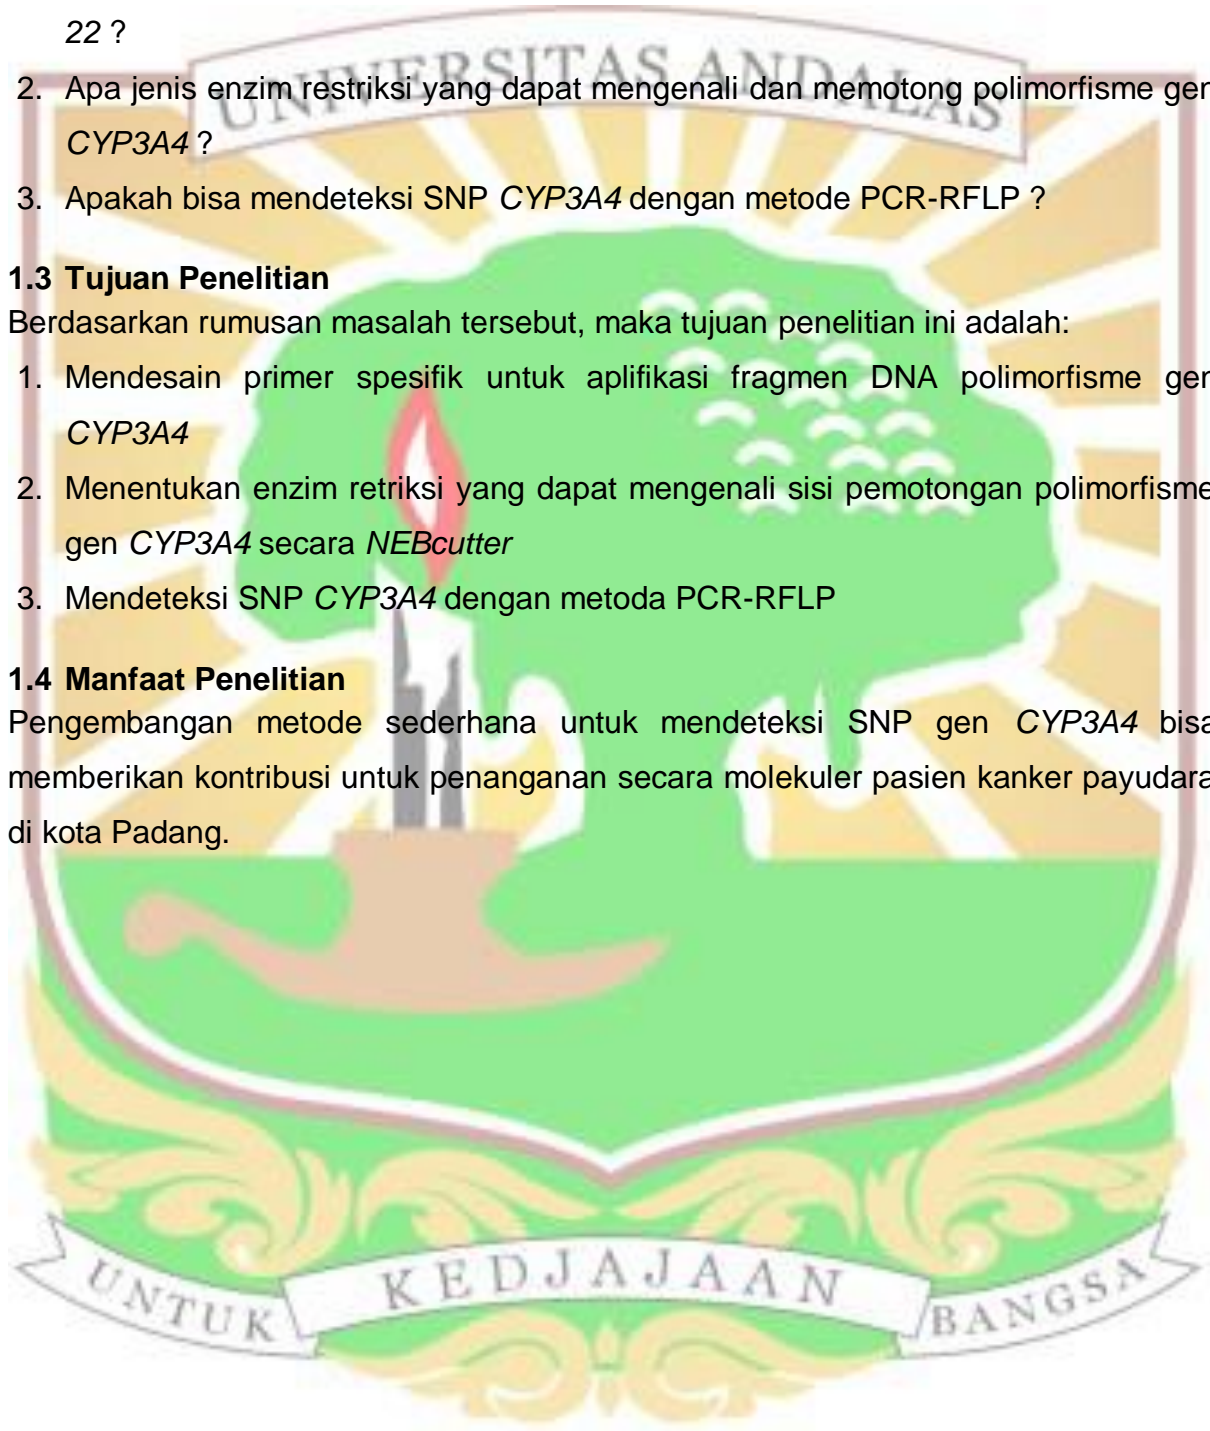 22 ?
UNIVERSITAS ANDALAS
2. Apa jenis enzim restriksi yang dapat mengenali dan memotong polimorfisme gen
CYP3A4 ?
3. Apakah bisa mendeteksi SNP CYP3A4 dengan metode PCR-RFLP ?
1.3 Tujuan Penelitian
Berdasarkan rumusan masalah tersebut, maka tujuan penelitian ini adalah:
1. Mendesain primer spesifik untuk aplifikasi fragmen DNA polimorfisme gen
CYP3A4
2. Menentukan enzim retriksi yang dapat mengenali sisi pemotongan polimorfisme
gen CYP3A4 secara NEBcutter
3. Mendeteksi SNP CYP3A4 dengan metoda PCR-RFLP
1.4 Manfaat Penelitian
Pengembangan metode sederhana untuk mendeteksi SNP gen CYP3A4 bisa
memberikan kontribusi untuk penanganan secara molekuler pasien kanker payudara
di kota Padang.
UNTUK KEDJAJAAN BANGSA